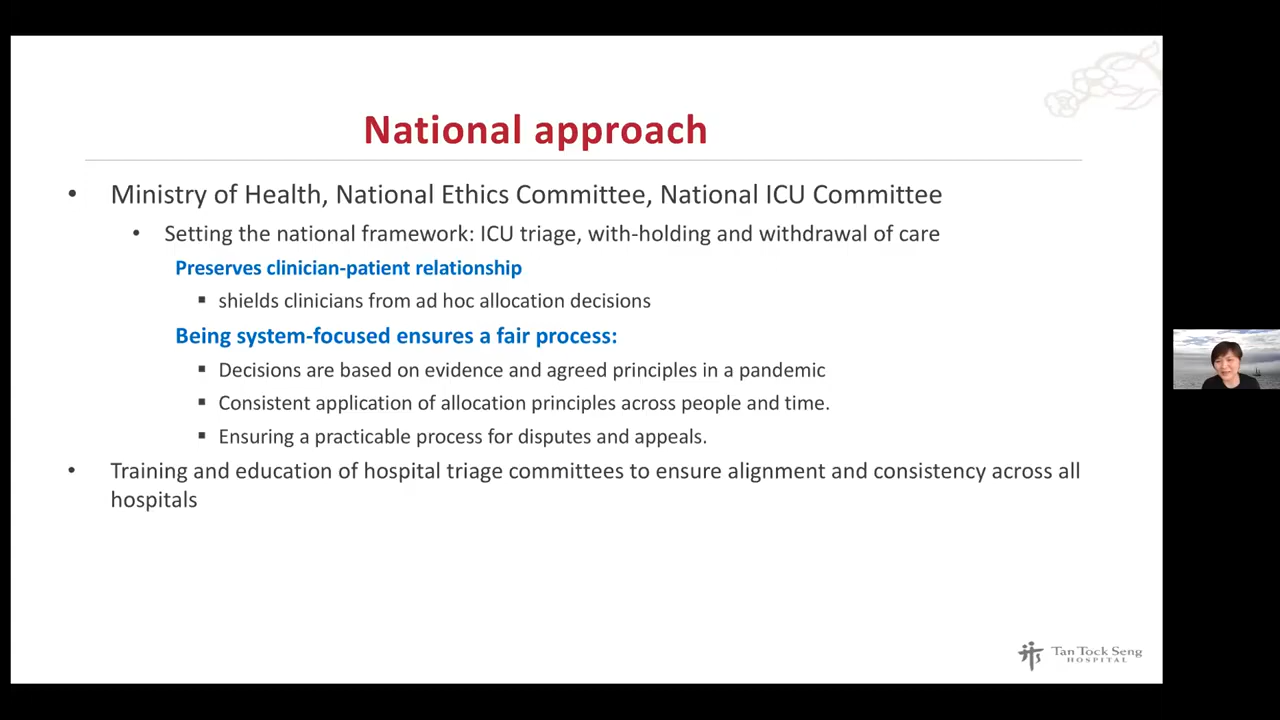 National approach
• Ministry of Health, National Ethics Committee, National ICU Committee
• Setting the national framework: ICU triage, with-holding and withdrawal of care
Preserves clinician-patient relationship
▪ shields clinicians from ad hoc allocation decisions
Being system-focused ensures a fair process:
▪ Decisions are based on evidence and agreed principles in a pandemic
▪ Consistent application of allocation principles across people and time.
▪ Ensuring a practicable process for disputes and appeals.
• Training and education of hospital triage committees to ensure alignment and consistency across all
hospitals
Tan Tock Seng
HOSPITAL